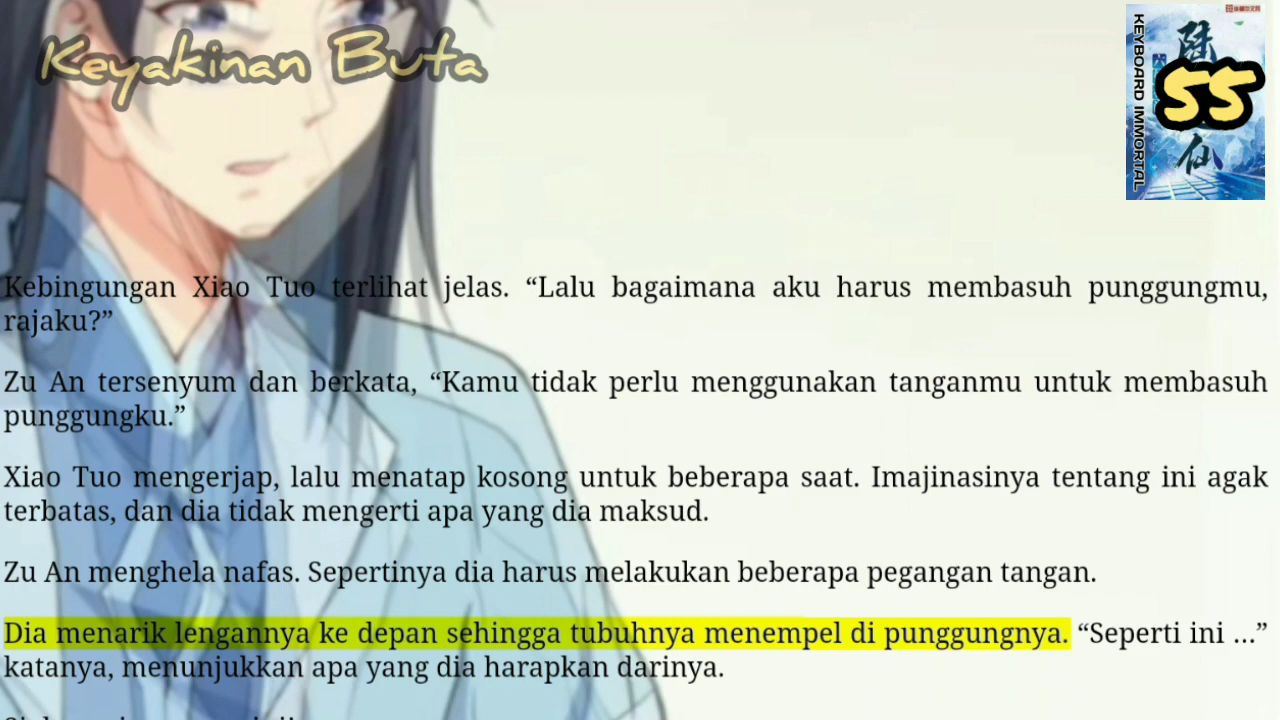 Keyakinan Buta
KEYBOARD IMMORTAL
陆
仙
55
Kebingungan Xiao Tuo terlihat jelas. “Lalu bagaimana aku harus membasuh punggungmu,
rajaku?”
Zu An tersenyum dan berkata, “Kamu tidak perlu menggunakan tanganmu untuk membasuh
punggungku.”
Xiao Tuo mengerjap, lalu menatap kosong untuk beberapa saat. Imajinasinya tentang ini agak
terbatas, dan dia tidak mengerti apa yang dia maksud.
Zu An menghela nafas. Sepertinya dia harus melakukan beberapa pegangan tangan.
Dia menarik lengannya ke depan sehingga tubuhnya menempel di punggungnya. “Seperti ini ...”
katanya, menunjukkan apa yang dia harapkan darinya.